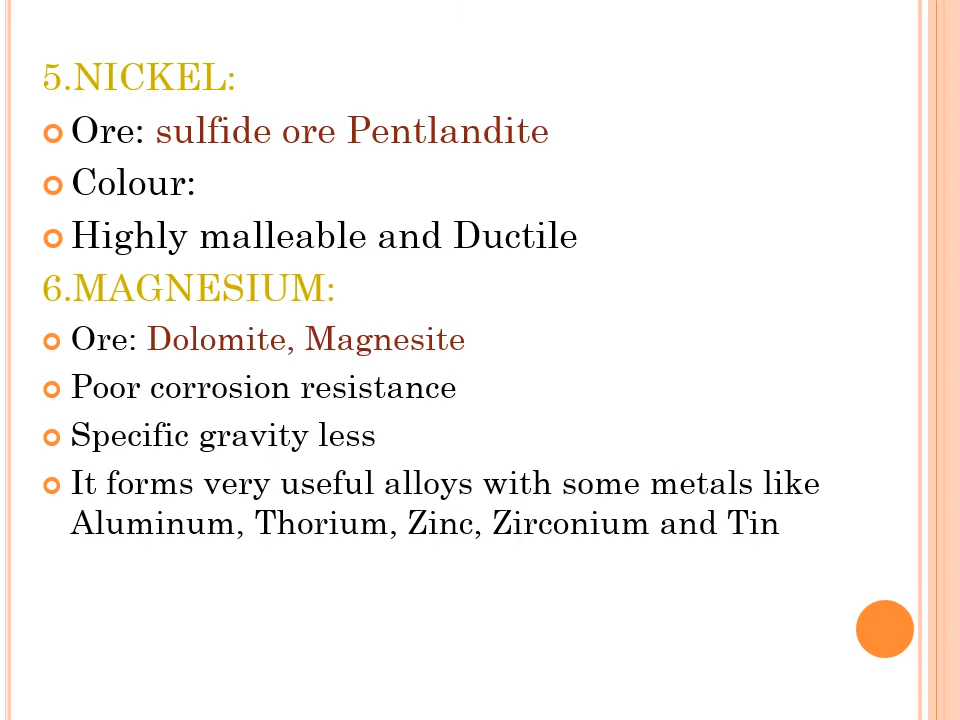 5.NICKEL:
Ore: sulfide ore Pentlandite
Colour:
Highly malleable and Ductile
6.MAGNESIUM:
Ore: Dolomite, Magnesite
Poor corrosion resistance
Specific gravity less
It forms very useful alloys with some metals like
Aluminum, Thorium, Zinc, Zirconium and Tin